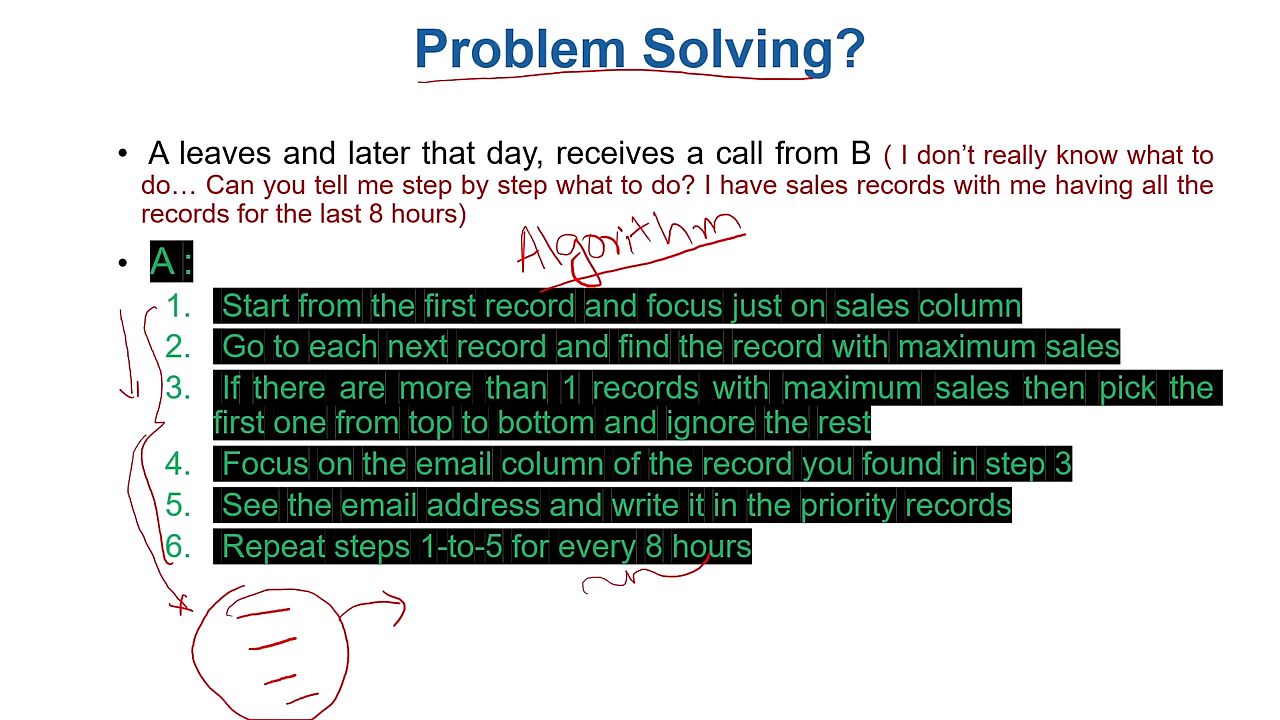 Problem Solving?
• A leaves and later that day, receives a call from B ( I don’t really know what to
do… Can you tell me step by step what to do? I have sales records with me having all the
records for the last 8 hours)
Algorithm
• A :
1. Start from the first record and focus just on sales column
2. Go to each next record and find the record with maximum sales
3. If there are more than 1 records with maximum sales then pick the
first one from top to bottom and ignore the rest
4. Focus on the email column of the record you found in step 3
5. See the email address and write it in the priority records
6. Repeat steps 1-to-5 for every 8 hours